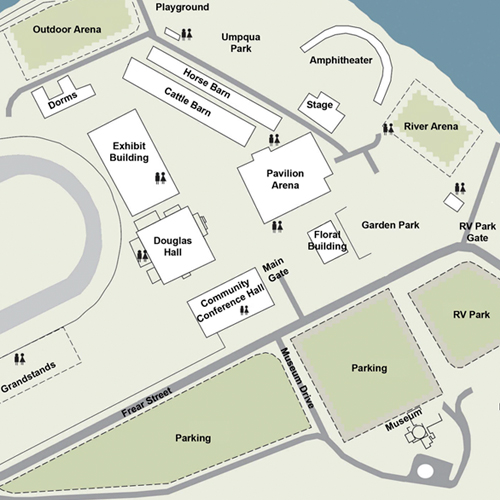 Playground
Outdoor Arena
Umpqua
Park
Amphitheater
Horse Barn
Cattle Barn
Dorms
Stage
River Arena
Exhibit
Building
Pavilion
Arena
Garden Park
RV Park
Gate
Floral
Building
Douglas
Hall
Main
Gate
Community
Conference Hall
RV Park
Grandstands
Museum Drive
Parking
Frear Street
Museum
Parking